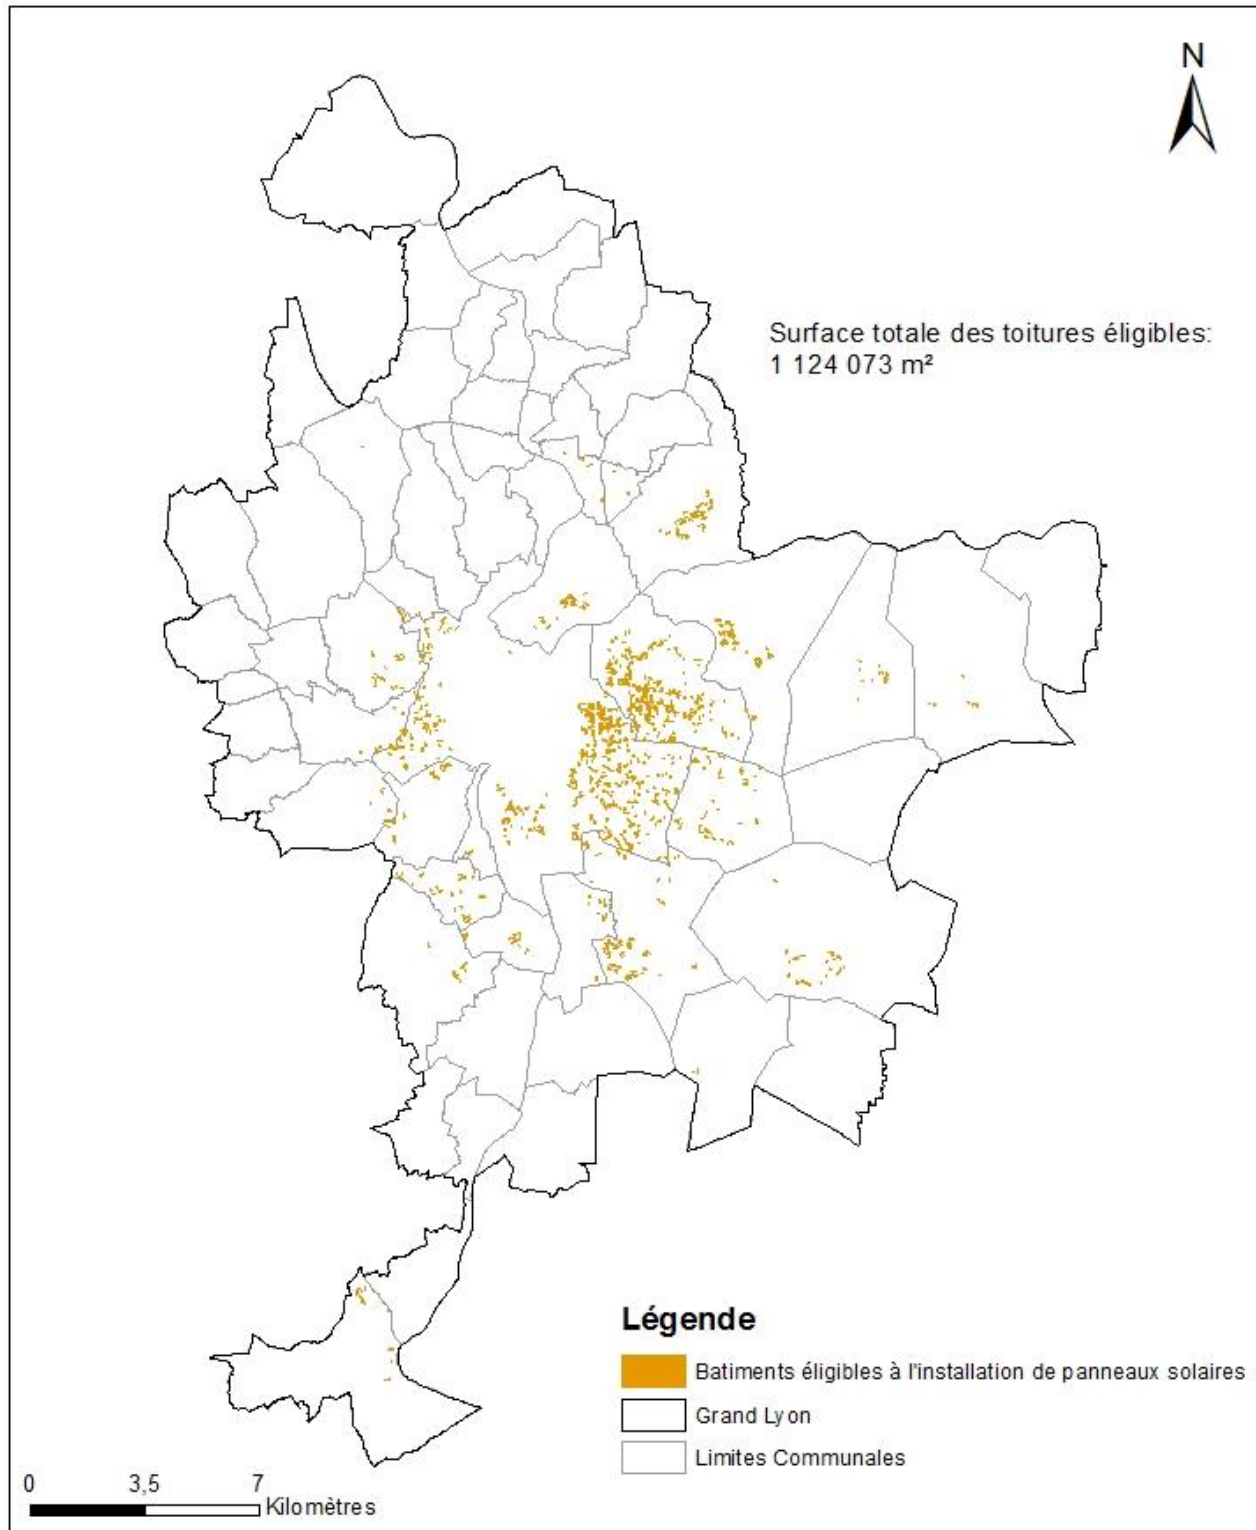 N
Surface totale des toitures éligibles:
1 124 073 m²
Légende
Batiments éligibles à l'installation de panneaux solaires
Grand Lyon
Limites Communales
0 3,5 7
Kilomètres